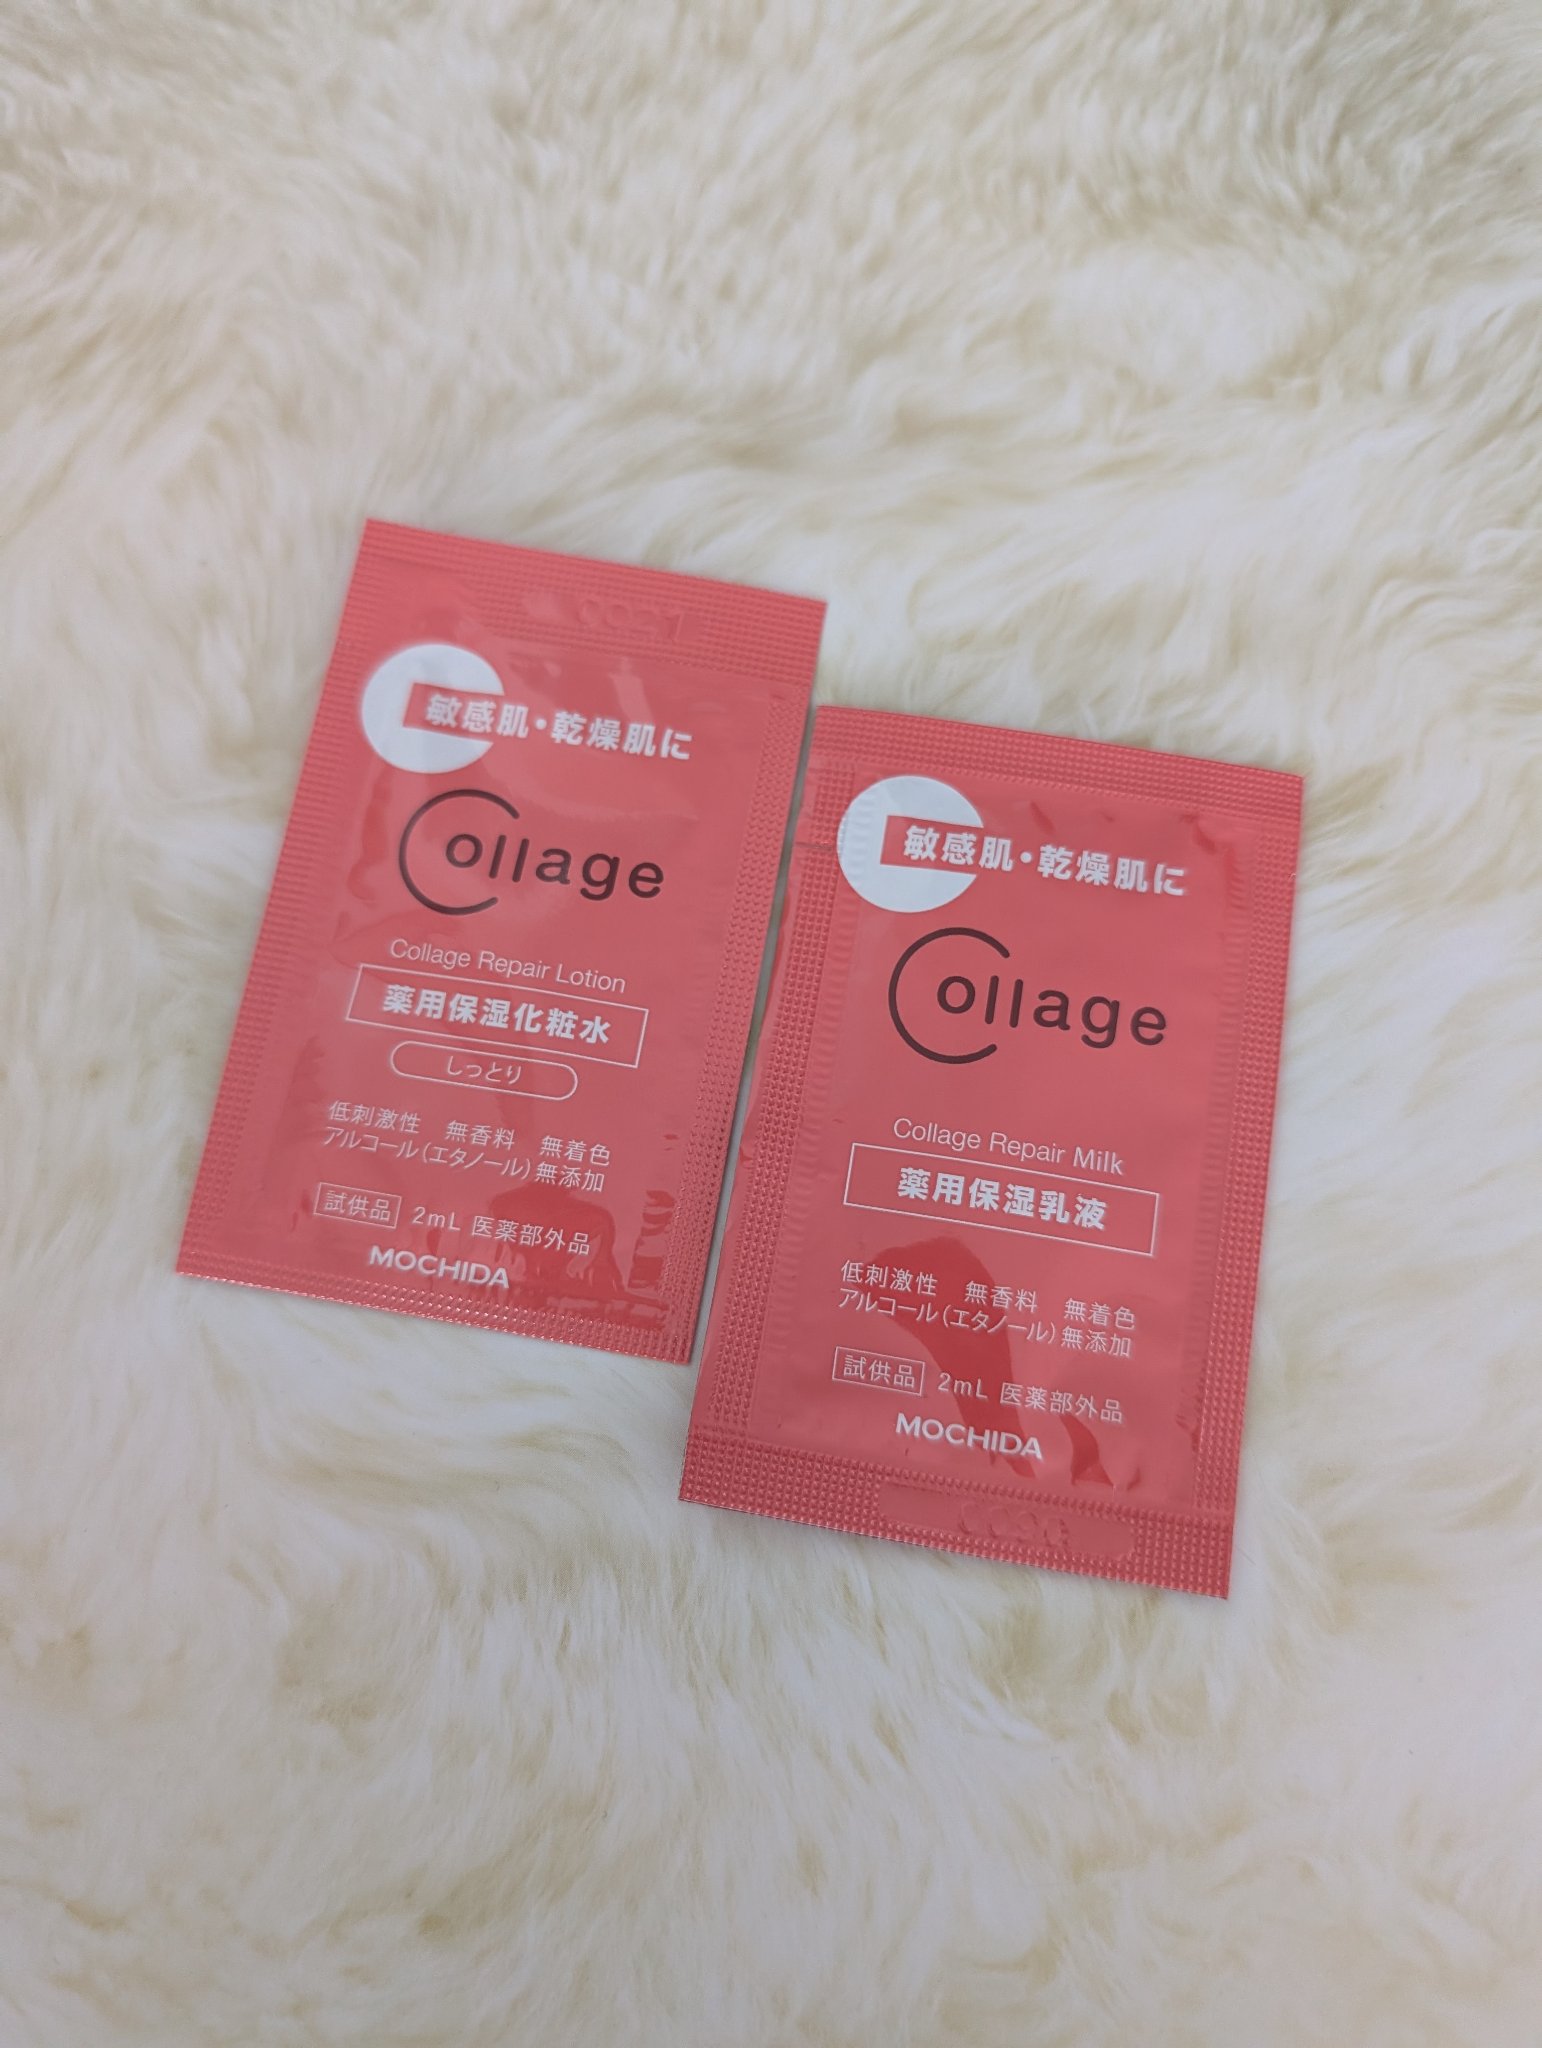 敏感肌・乾燥肌に
Collage
Collage Repair Lotion
薬用保湿化粧水
しっとり
低刺激性 無香料 無着色
アルコール(エタノール)無添加
試供品 2mL 医薬部外品
MOCHIDA
敏感肌・乾燥肌に
Collage
Collage Repair Milk
薬用保湿乳液
低刺激性 無香料 無着色
アルコール(エタノール)無添加
試供品 2mL 医薬部外品
MOCHIDA